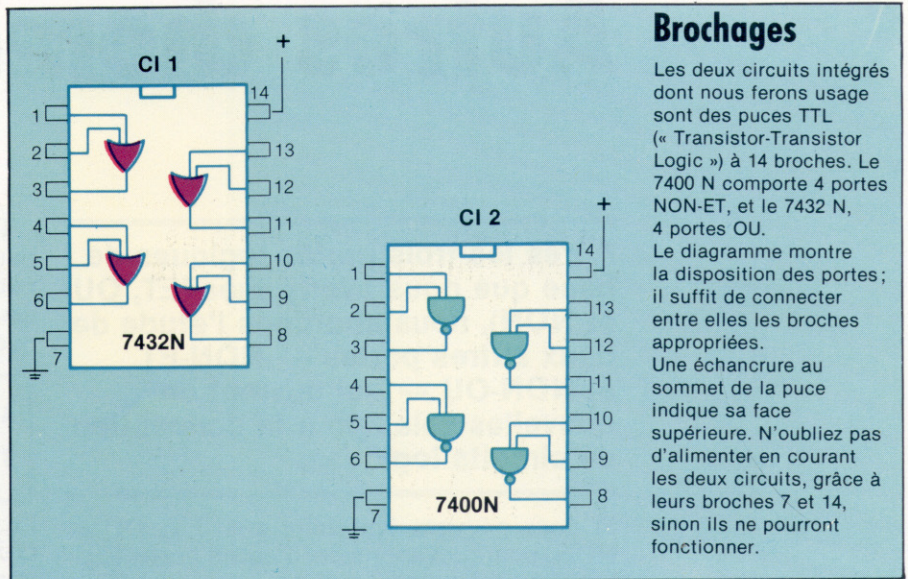 Brochages
Les deux circuits intégrés
dont nous ferons usage
sont des puces TTL
(« Transistor-Transistor
Logic ») à 14 broches. Le
7400 N comporte 4 portes
NON-ET, et le 7432 N,
4 portes OU.
Le diagramme montre
la disposition des portes;
il suffit de connecter
entre elles les broches
appropriées.
Une échancrure au
sommet de la puce
indique sa face
supérieure. N'oubliez pas
d'alimenter en courant
les deux circuits, grâce à
leurs broches 7 et 14,
sinon ils ne pourront
fonctionner.
CI 1
+
14
1
2
3
4
5
6
7
13
12
11
10
9
8
7432N
CI 2
+
14
1
2
3
4
5
6
7
13
12
11
10
9
8
7400N